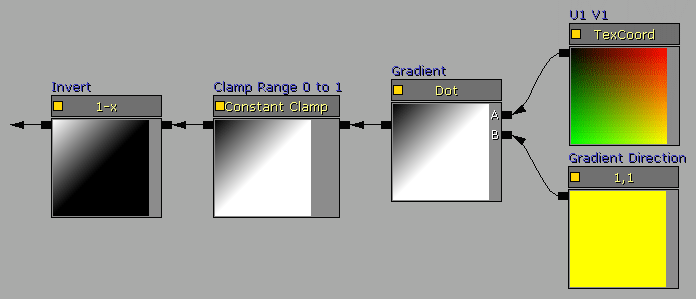 U1 V1
TexCoord
Gradient
Dot
A
B
Invert
1-x
Clamp Range 0 to 1
Constant Clamp
Gradient Direction
1,1